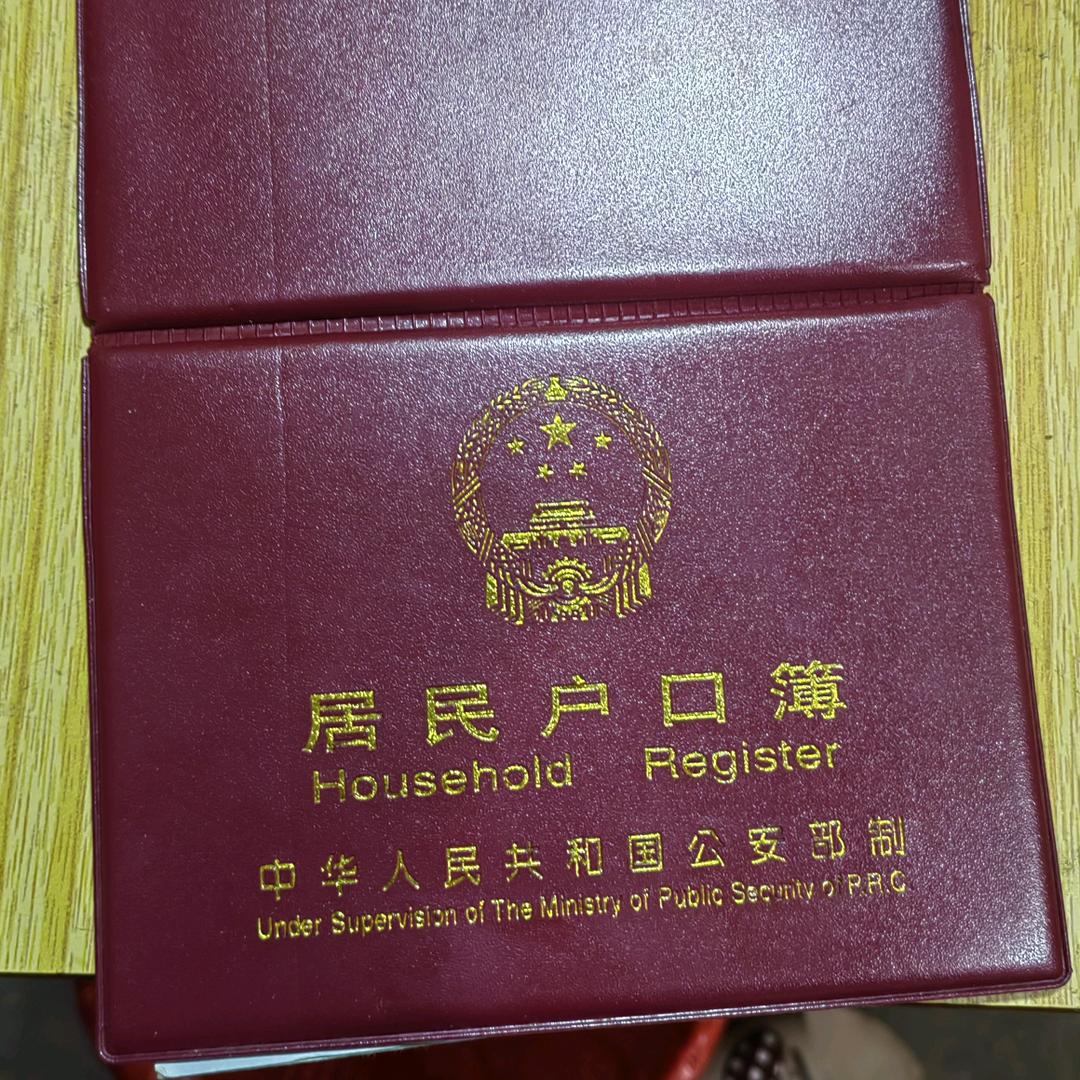 居民户口簿
Household Register
中华人民共和国公安部制
Under Supervision of The Ministry of Public Security of P.R.C.